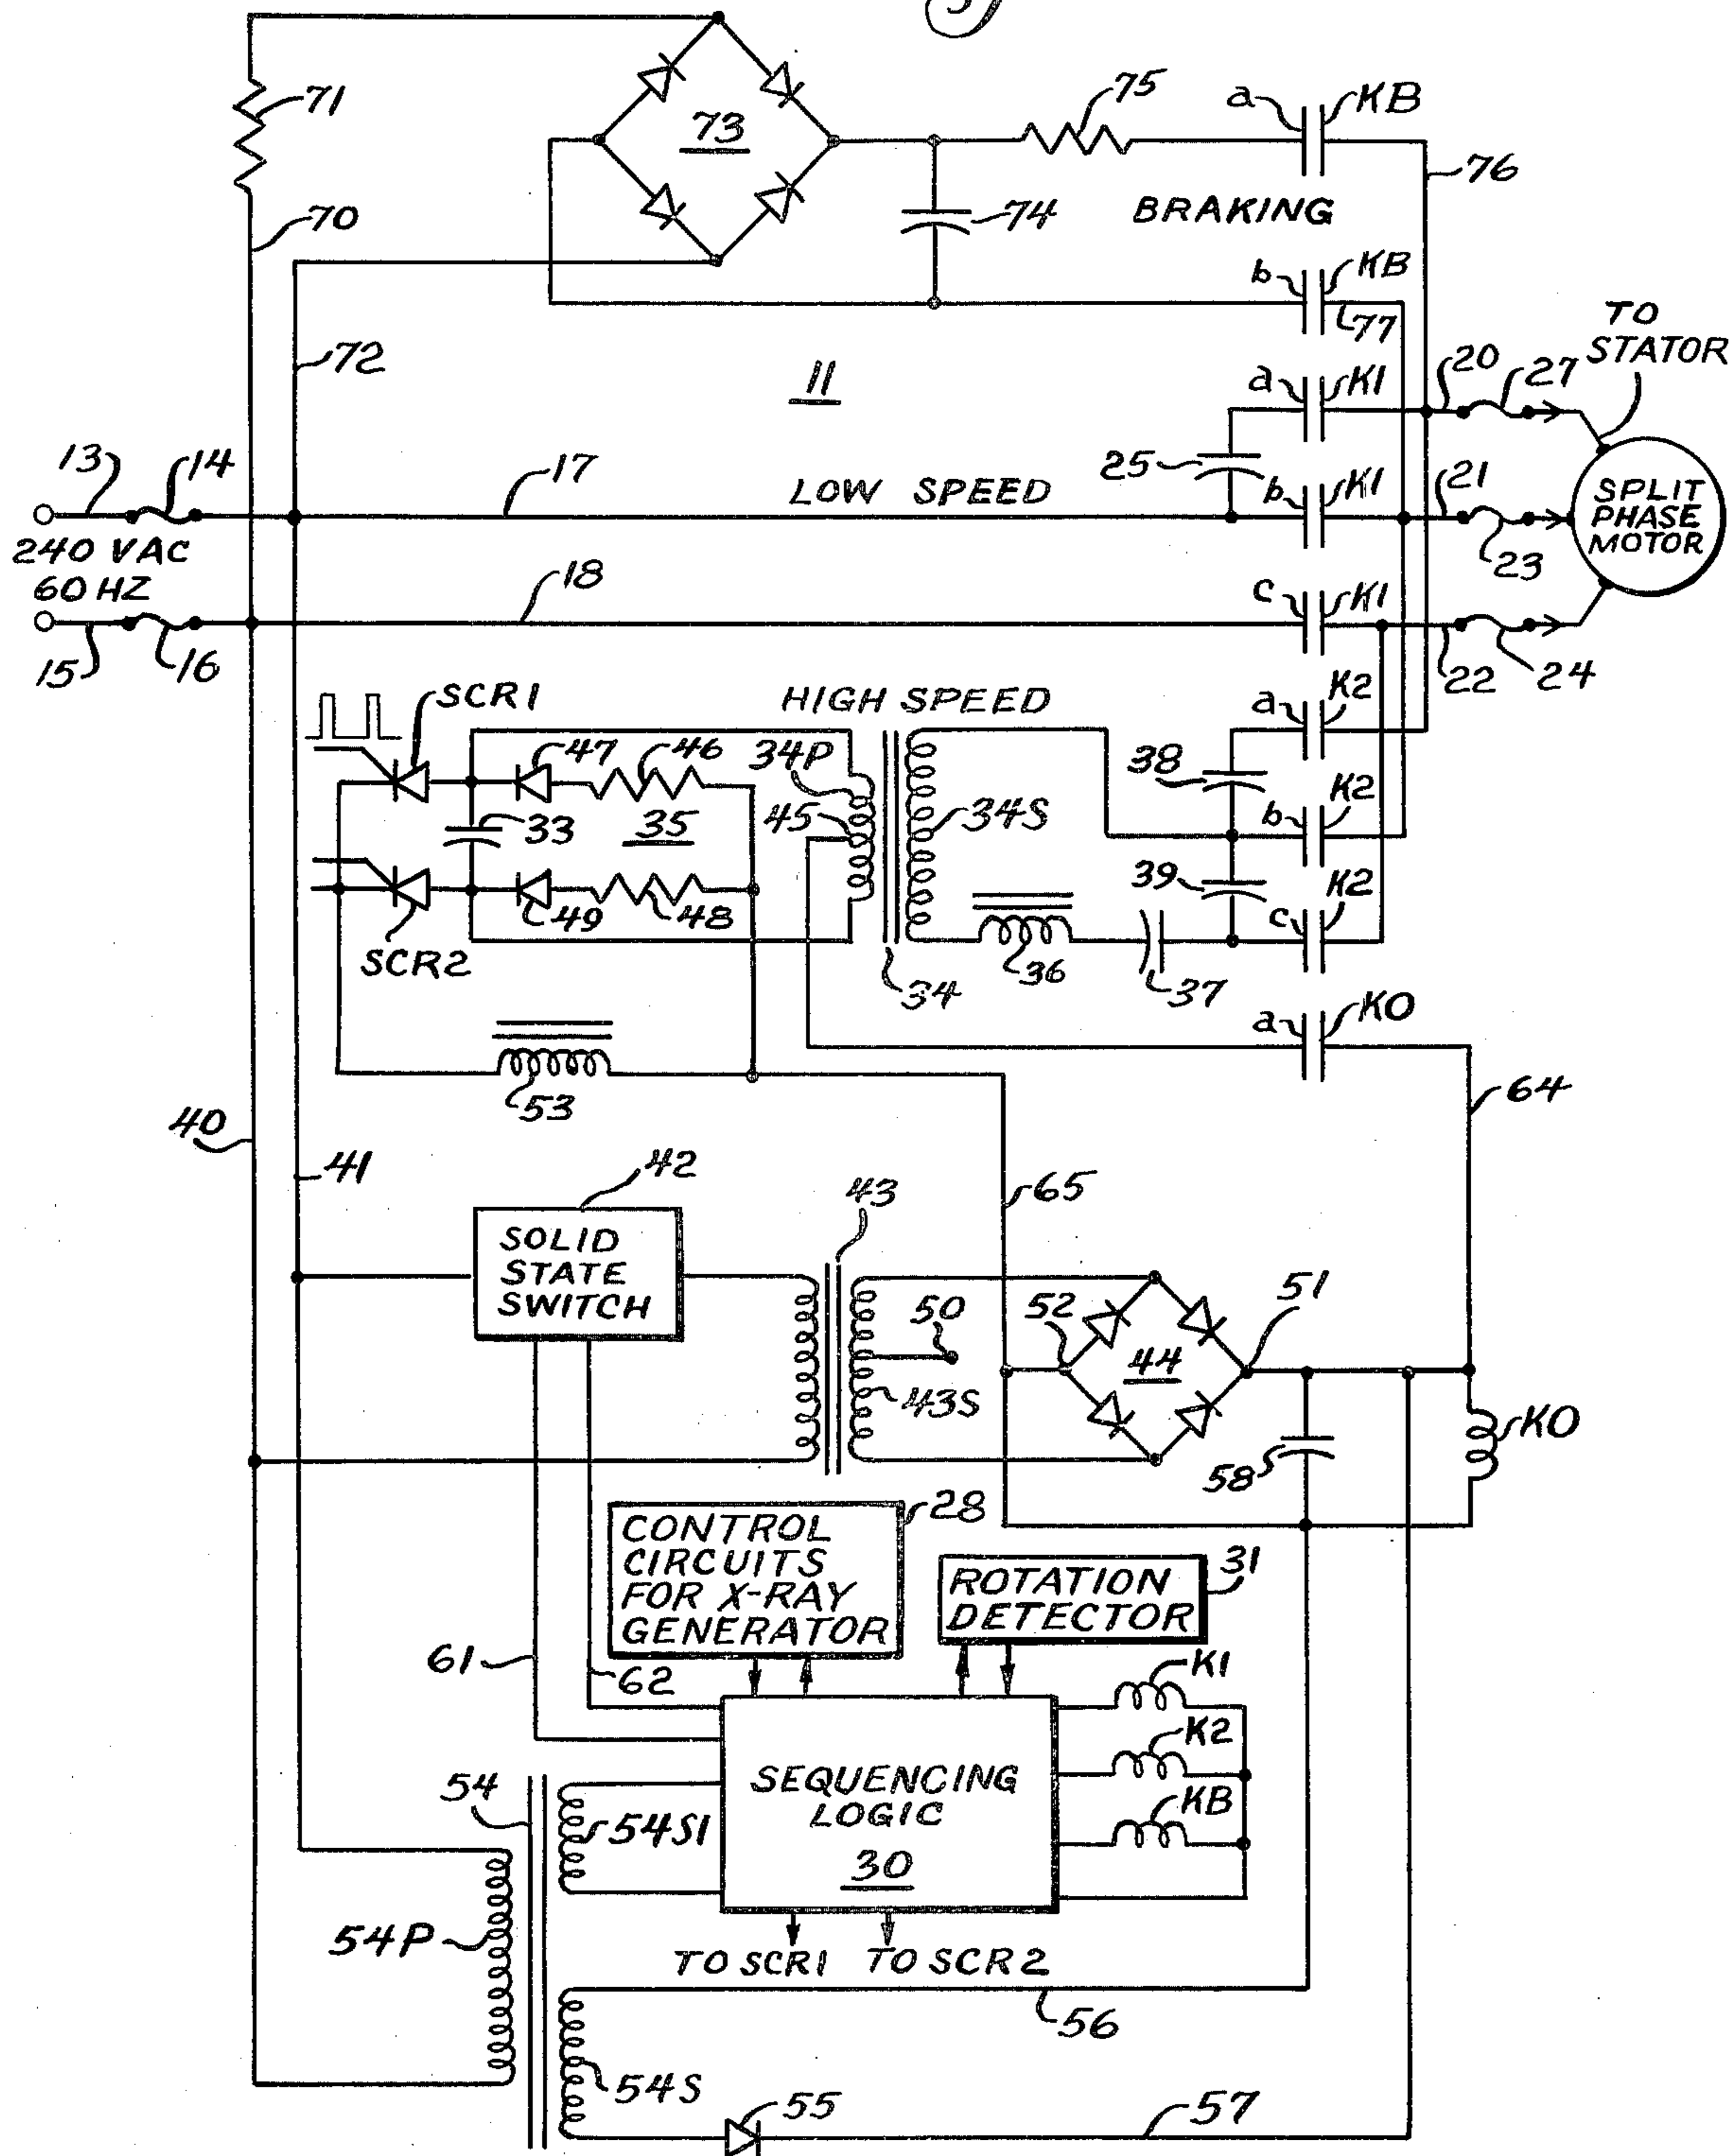 71
73
75
a
KB
76
70
74
BRAKING
b
KB
77
TO
STATOR
72
11
a
K1
20
27
13
14
17
LOW SPEED
25
b
K1
21
SPLIT
PHASE
MOTOR
240 VAC
60 HZ
23
18
c
K1
15
16
22
24
SCR1
HIGH SPEED
a
K2
47
46
34P
38
33
35
45
34S
b
K2
39
K2
49
48
c
SCR2
36
34
37
a
KO
53
64
40
41
42
43
65
SOLID
STATE
SWITCH
50
52
51
44
43S
KO
58
28
CONTROL
CIRCUITS
FOR X-RAY
GENERATOR
31
ROTATION
DETECTOR
61
62
K1
K2
54
54S1
SEQUENCING
LOGIC
30
KB
54P
TO SCR1
TO SCR2
56
54S
55
57